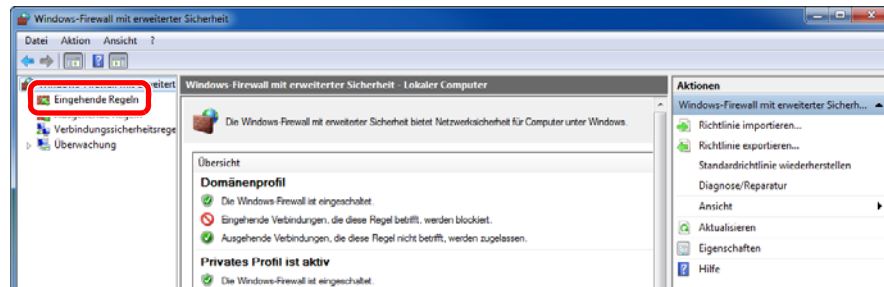 Windows-Firewall mit erweiterter Sicherheit
Datei Aktion Ansicht ?
Eingehende Regeln
Verbindungssicherheitsrege
Überwachung
Windows-Firewall mit erweiterter Sicherheit - Lokaler Computer
Die Windows-Firewall mit erweiterter Sicherheit bietet Netzwerksicherheit für Computer unter Windows.
Übersicht
Domänenprofil
Die Windows-Firewall ist eingeschaltet.
Eingehende Verbindungen, die diese Regel betrifft, werden blockiert.
Ausgehende Verbindungen, die diese Regel nicht betrifft, werden zugelassen.
Privates Profil ist aktiv
Die Windows-Firewall ist eingeschaltet.
Aktionen
Windows-Firewall mit erweiterter Sicherh...
Richtlinie importieren...
Richtlinie exportieren...
Standardrichtlinie wiederherstellen
Diagnose/Reparatur
Ansicht
Aktualisieren
Eigenschaften
Hilfe